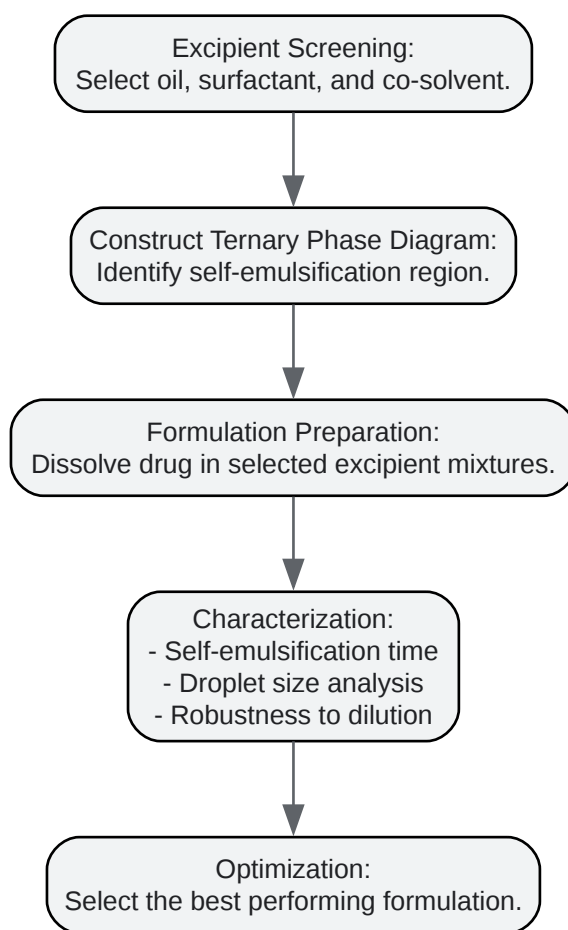 Excipient Screening:
Select oil, surfactant, and co-solvent.
Construct Ternary Phase Diagram:
Identify self-emulsification region.
Formulation Preparation:
Dissolve drug in selected excipient mixtures.
Characterization:
- Self-emulsification time
- Droplet size analysis
- Robustness to dilution
Optimization:
Select the best performing formulation.